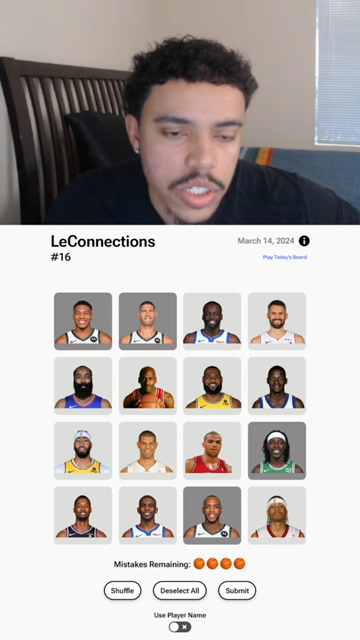 LeConnections
March 14, 2024
#16
Play Today's Board
Mistakes Remaining:
Shuffle
Deselect All
Submit
Use Player Name